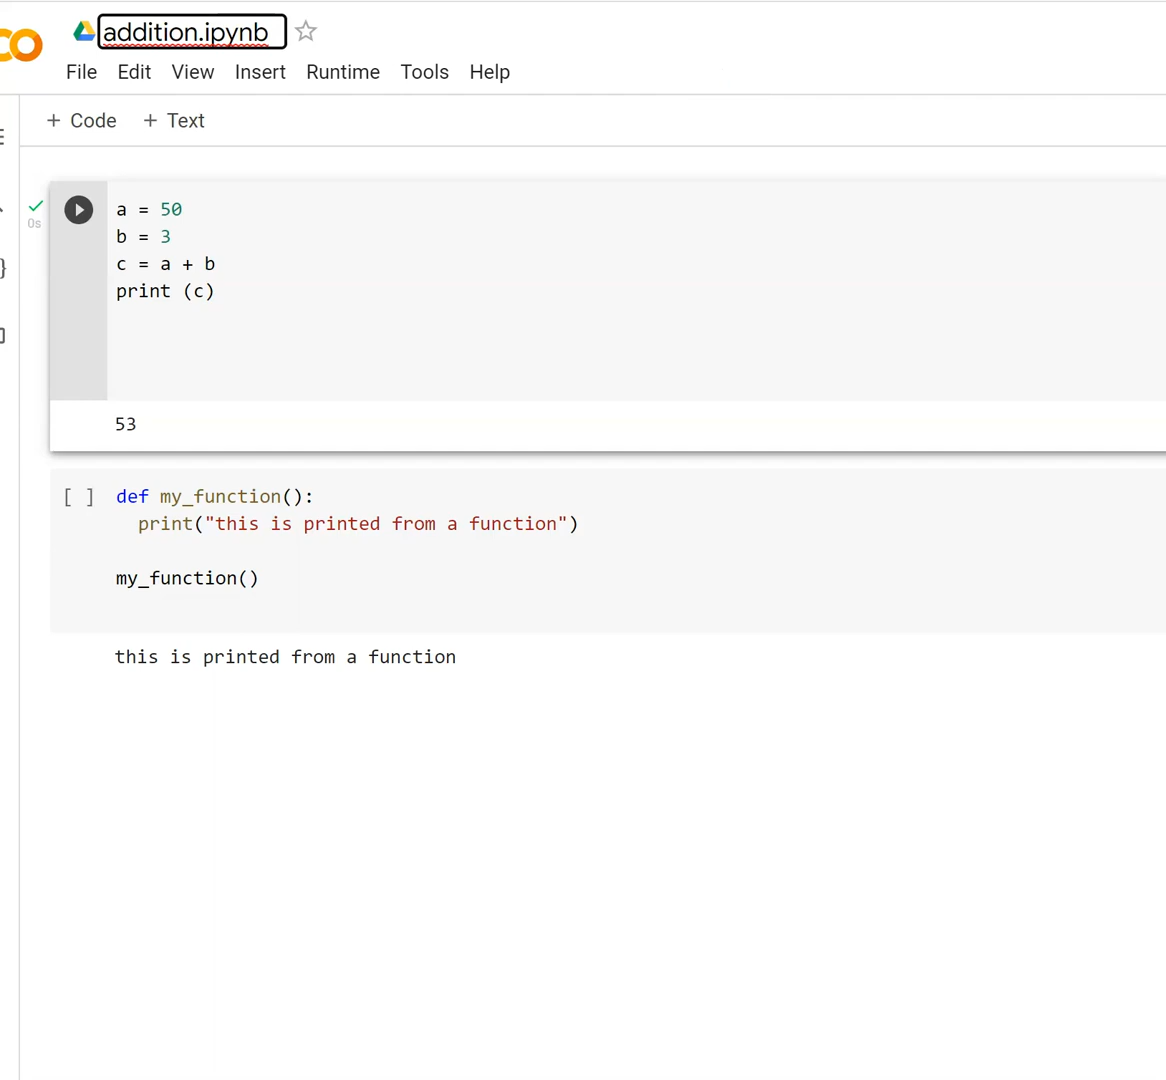 addition.ipynb
File Edit View Insert Runtime Tools Help
+ Code + Text
0s
a = 50
b = 3
c = a + b
print (c)
53
[ ] def my_function():
print("this is printed from a function")
my_function()
this is printed from a function